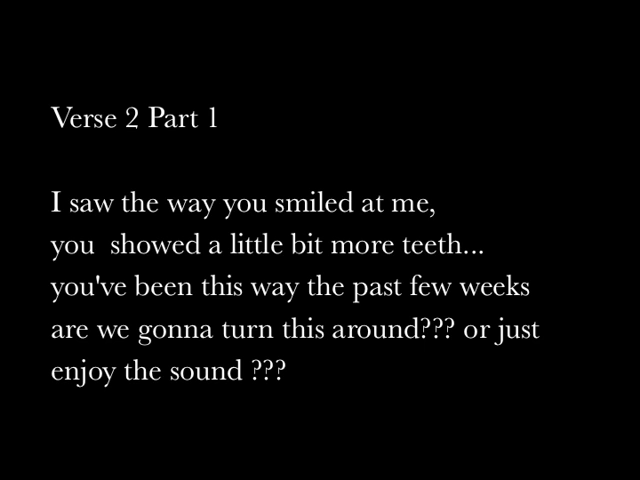 Verse 2 Part 1
I saw the way you smiled at me,
you  showed a little bit more teeth...
you've been this way the past few weeks
are we gonna turn this around??? or just
enjoy the sound ???